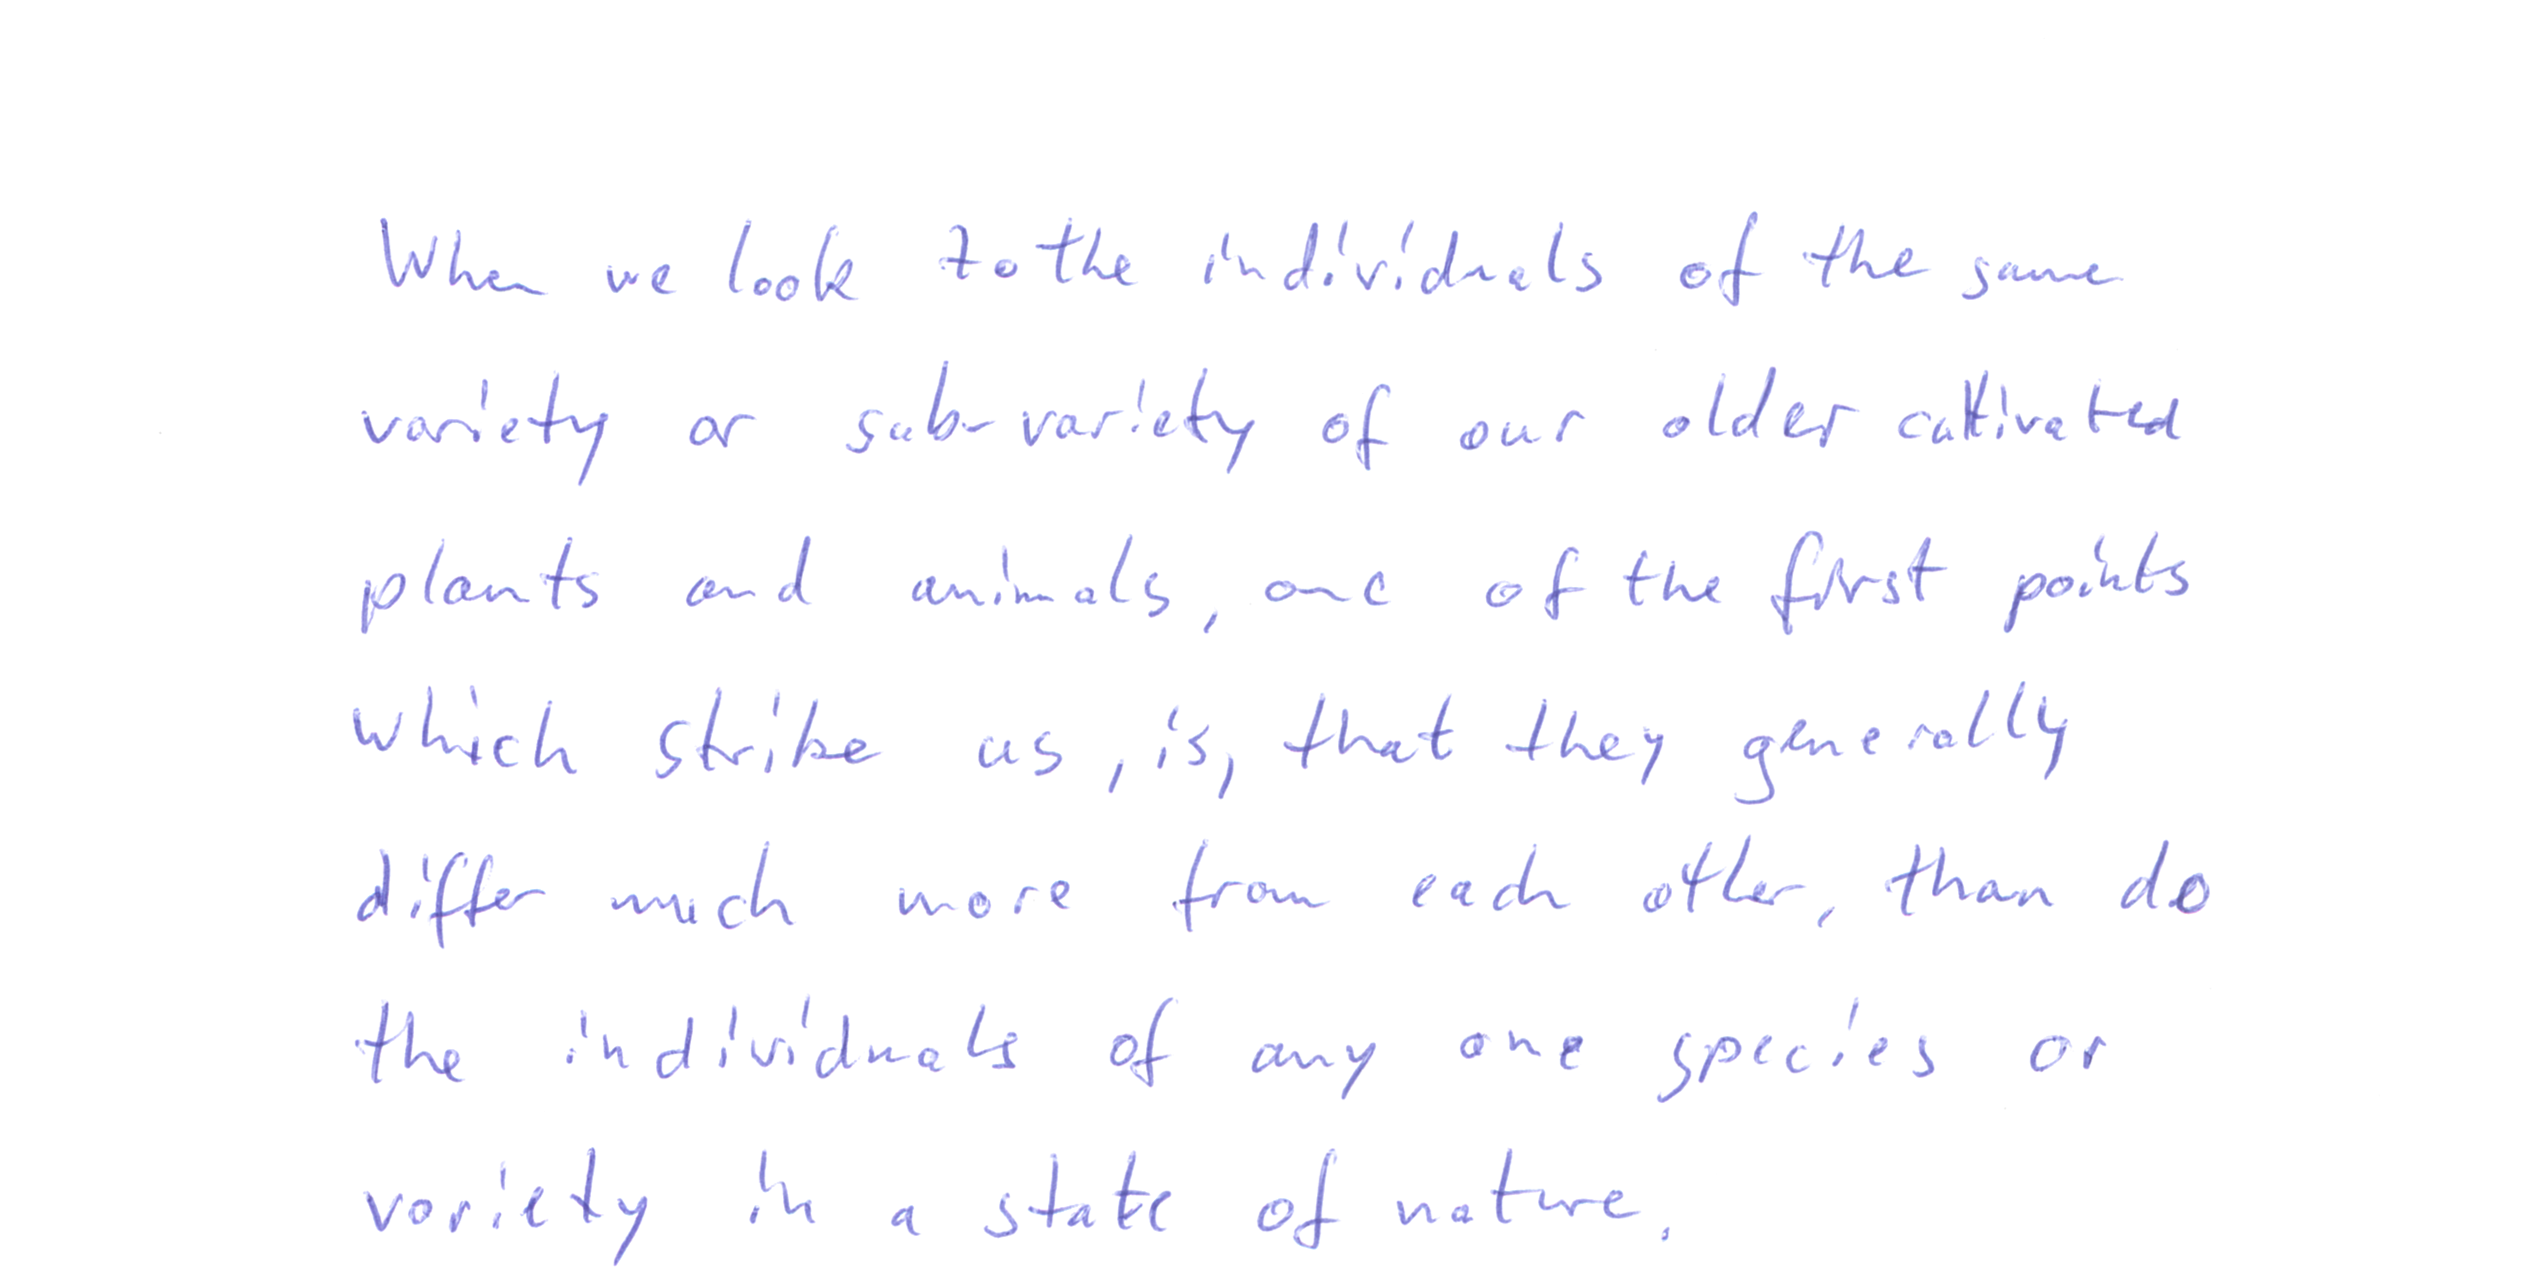 When we look to the individuals of the same
variety or sub-variety of our older cultivated
plants and animals, one of the first points
which strike us, is, that they generally
differ much more from each other, than do
the individuals of any one species or
variety in a state of nature.